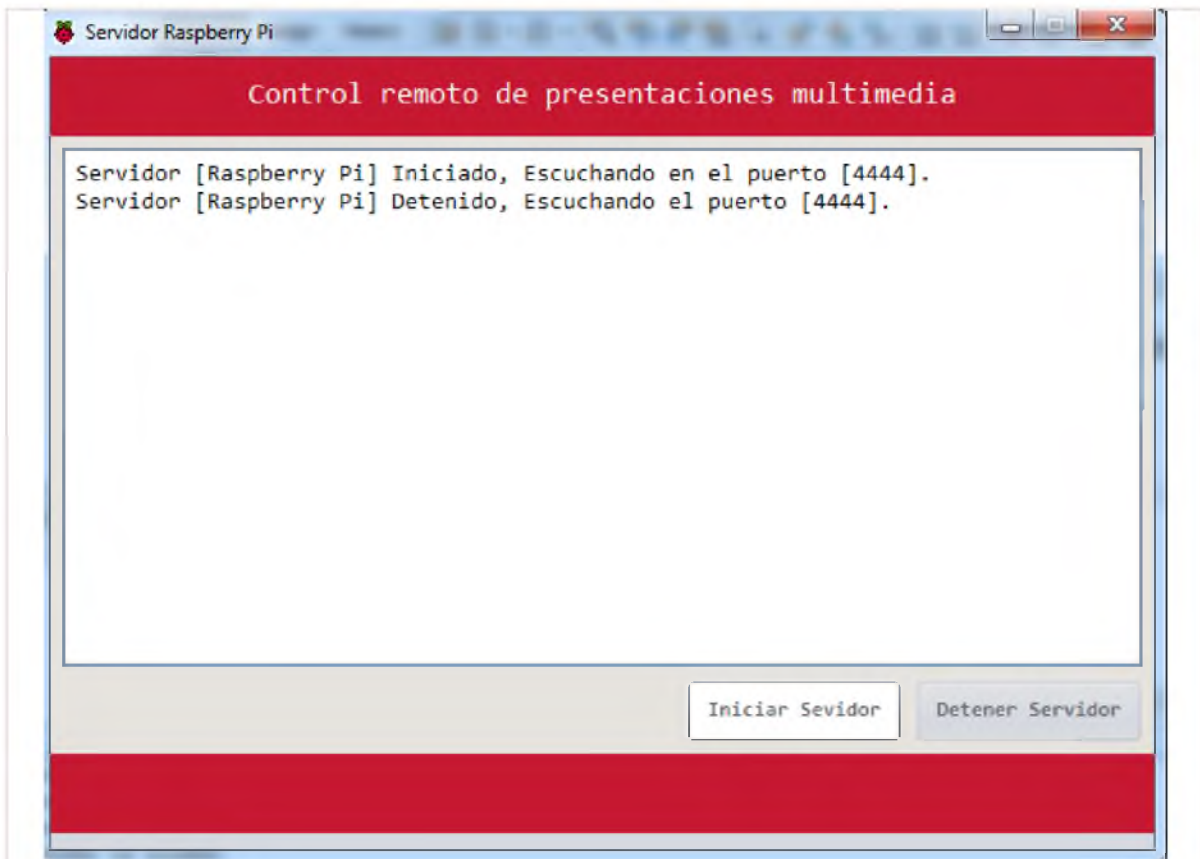 Servidor Raspberry Pi
Control remoto de presentaciones multimedia
Servidor [Raspberry Pi] Iniciado, Escuchando en el puerto [4444].
Servidor [Raspberry Pi] Detenido, Escuchando el puerto [4444].
Iniciar Sevidor
Detener Servidor